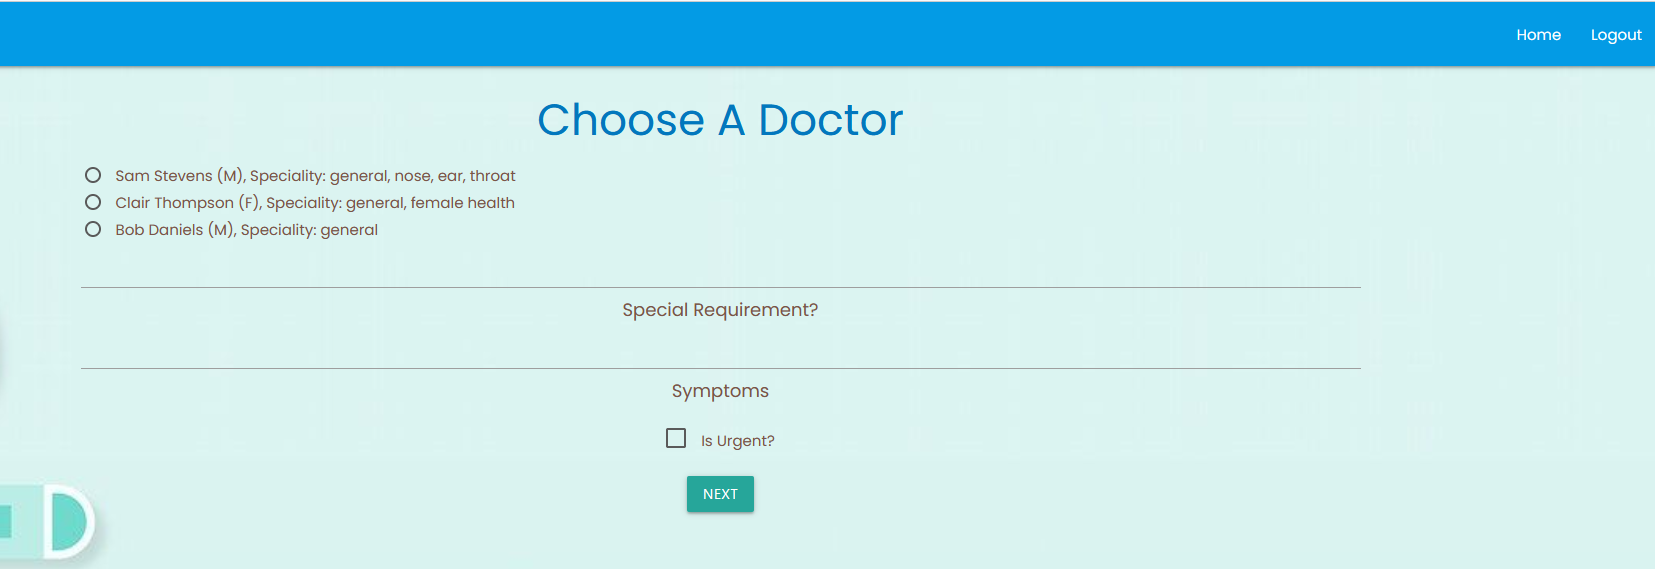 Home Logout
Choose A Doctor
Sam Stevens (M), Speciality: general, nose, ear, throat
Clair Thompson (F), Speciality: general, female health
Bob Daniels (M), Speciality: general
Special Requirement?
Symptoms
Is Urgent?
NEXT